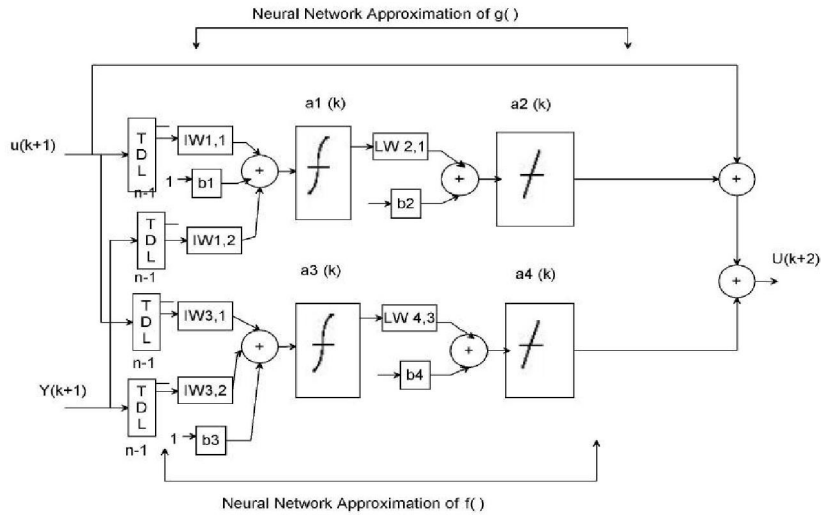 Neural Network Approximation of g( )
a1 (k)
a2 (k)
u(k+1)
T
D
L
n-1
IW1,1
1
b1
+
LW 2,1
b2
+
+
T
D
L
n-1
IW1,2
a3 (k)
a4 (k)
U(k+2)
+
T
D
L
n-1
IW3,1
+
LW 4,3
b4
+
Y(k+1)
T
D
L
n-1
IW3,2
1
b3
Neural Network Approximation of f( )